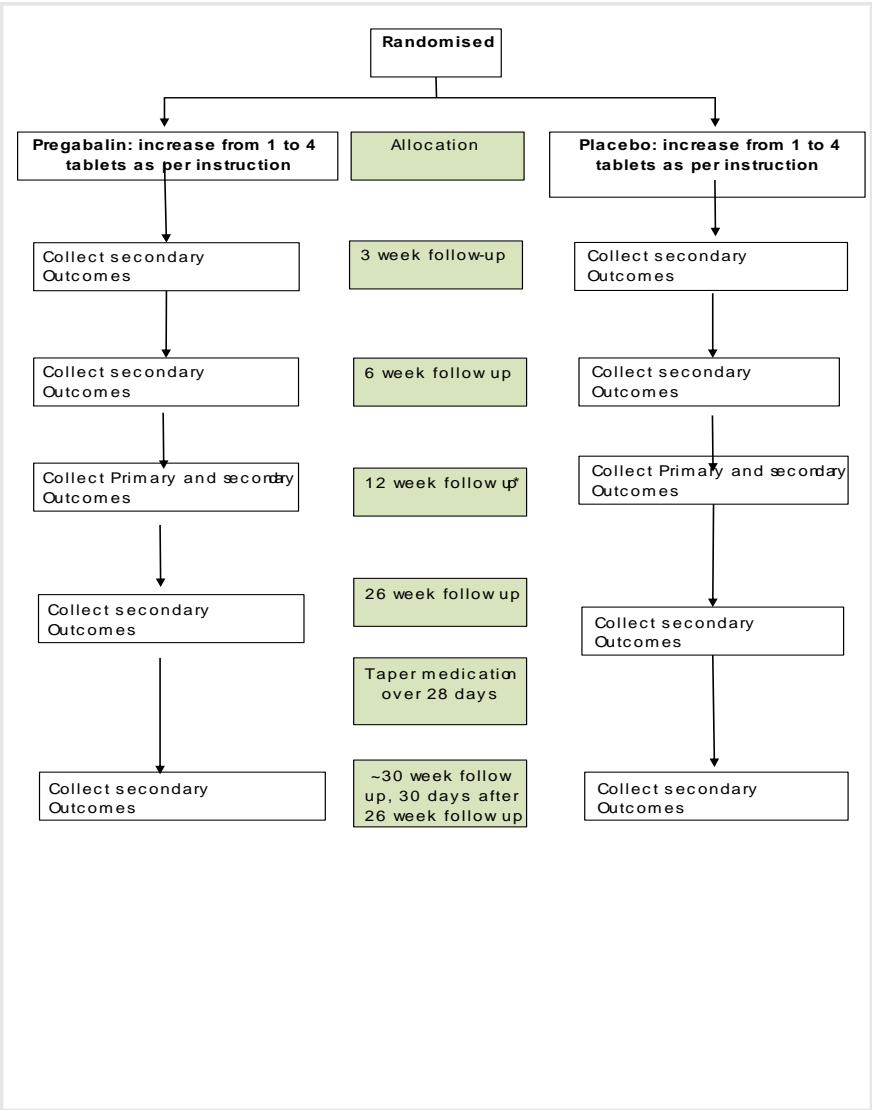 Randomised
Pregabalin: increase from 1 to 4
tablets as per instruction
Allocation
Placebo: increase from 1 to 4
tablets as per instruction
Collect secondary
Outcomes
3 week follow-up
Collect secondary
Outcomes
Collect secondary
Outcomes
6 week follow up
Collect secondary
Outcomes
Collect Primary and secondary
Outcomes
12 week follow up*
Collect Primary and secondary
Outcomes
Collect secondary
Outcomes
26 week follow up
Collect secondary
Outcomes
Taper medication
over 28 days
Collect secondary
Outcomes
~30 week follow
up, 30 days after
26 week follow up
Collect secondary
Outcomes